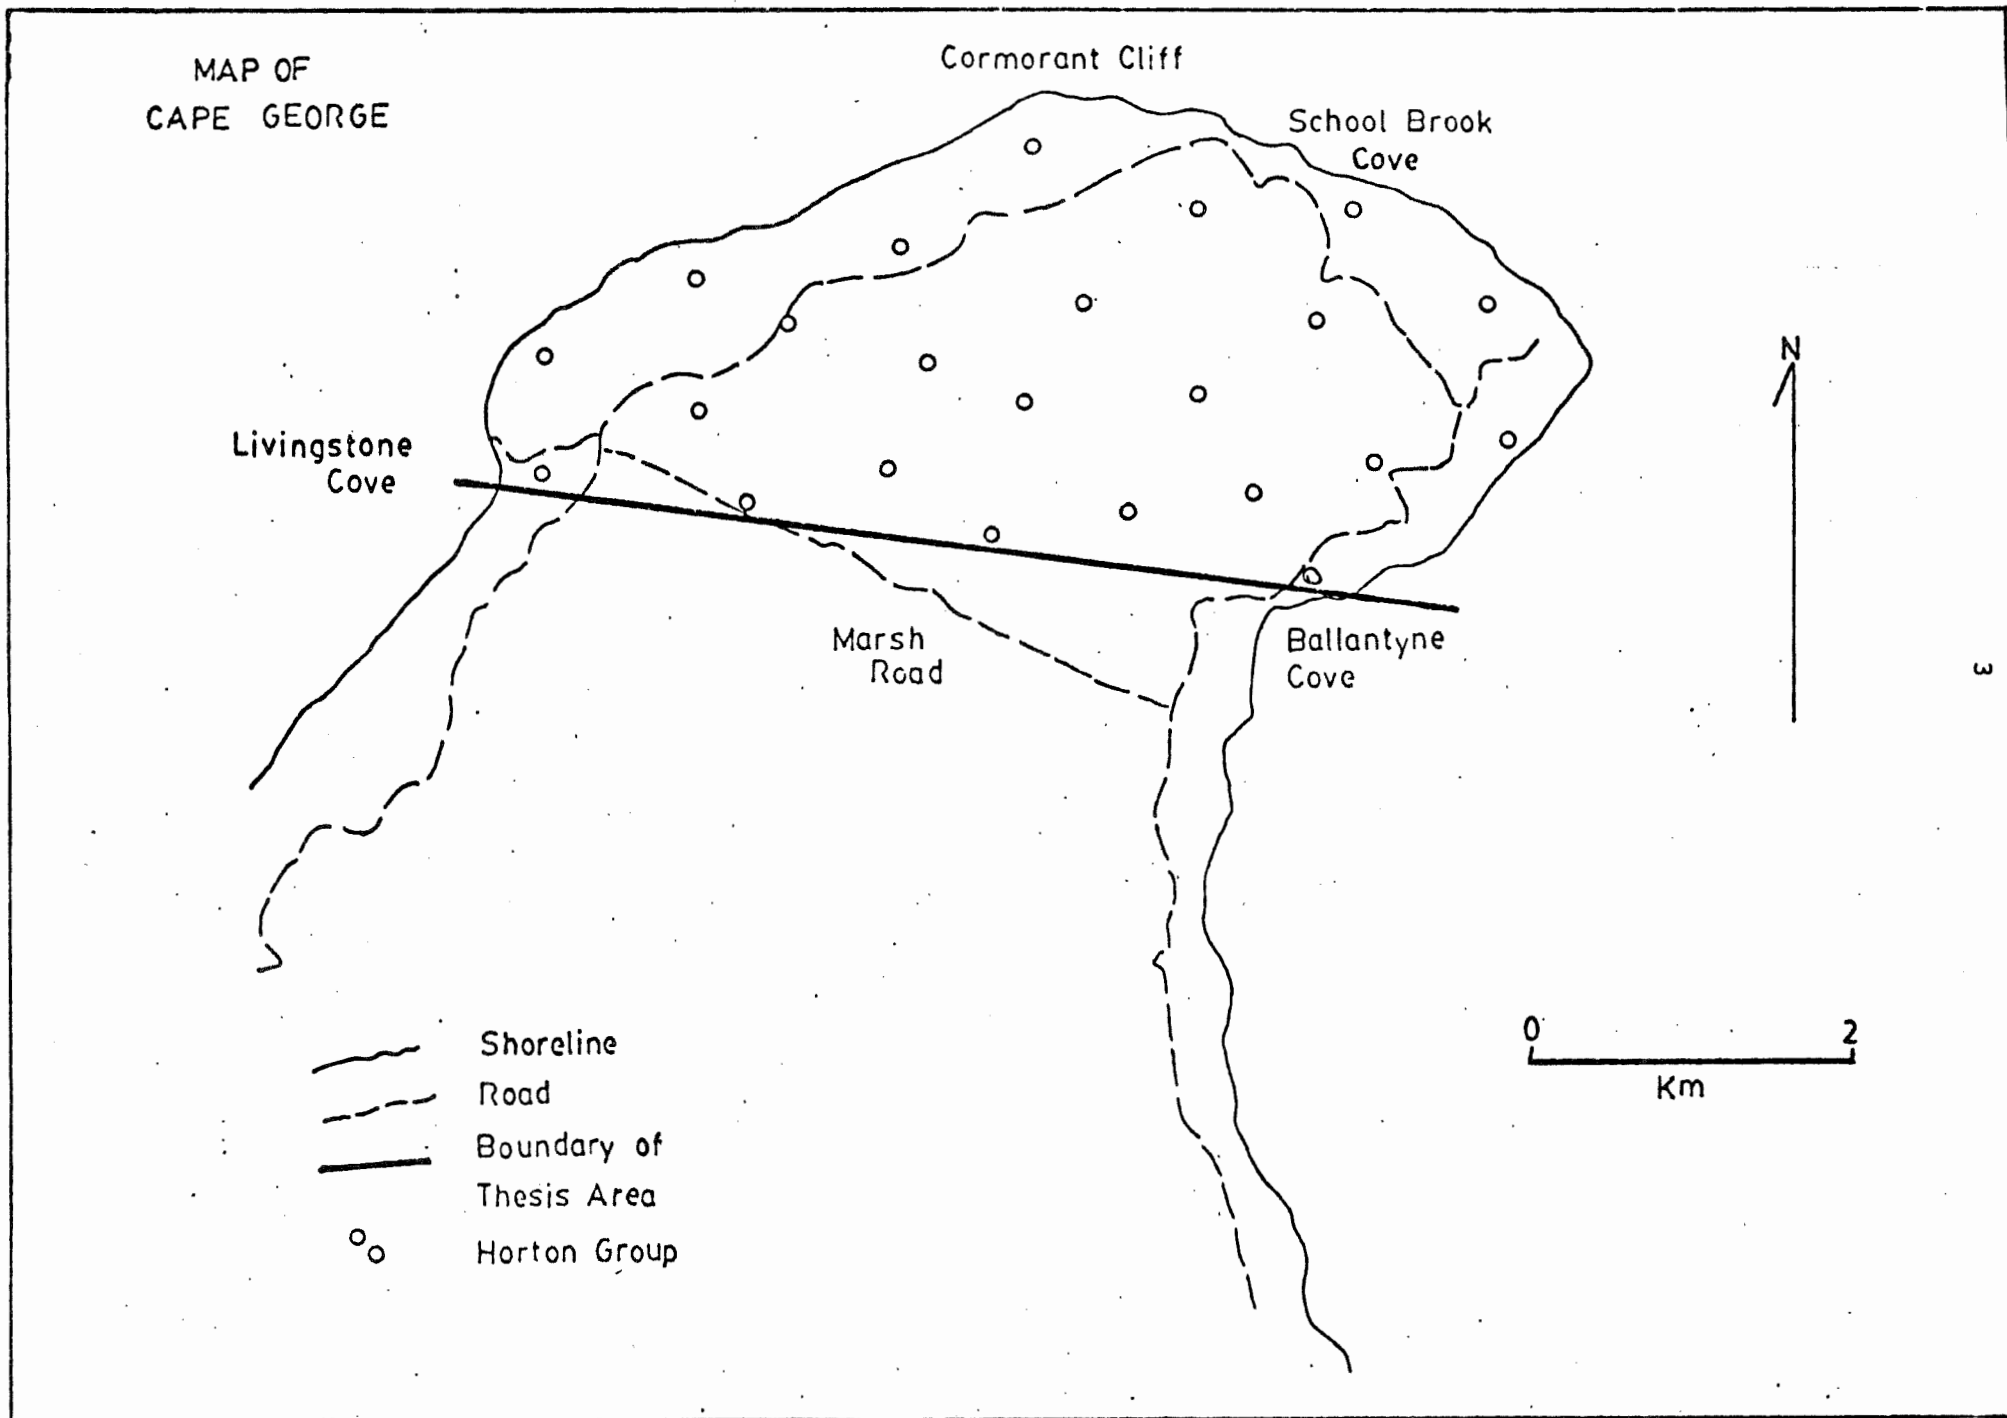 MAP OF
CAPE GEORGE
Cormorant Cliff
School Brook
Cove
N
Livingstone
Cove
Marsh
Road
Ballantyne
Cove
3
0 2
Km
Shoreline
Road
Boundary of
Thesis Area
Horton Group